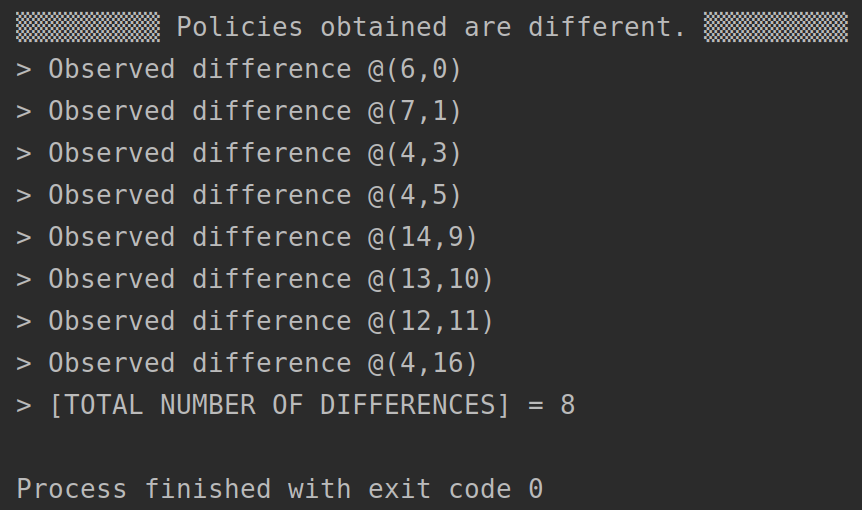 ▒▒▒▒▒▒▒▒▒ Policies obtained are different. ▒▒▒▒▒▒▒▒▒
> Observed difference @(6,0)
> Observed difference @(7,1)
> Observed difference @(4,3)
> Observed difference @(4,5)
> Observed difference @(14,9)
> Observed difference @(13,10)
> Observed difference @(12,11)
> Observed difference @(4,16)
> [TOTAL NUMBER OF DIFFERENCES] = 8
Process finished with exit code 0